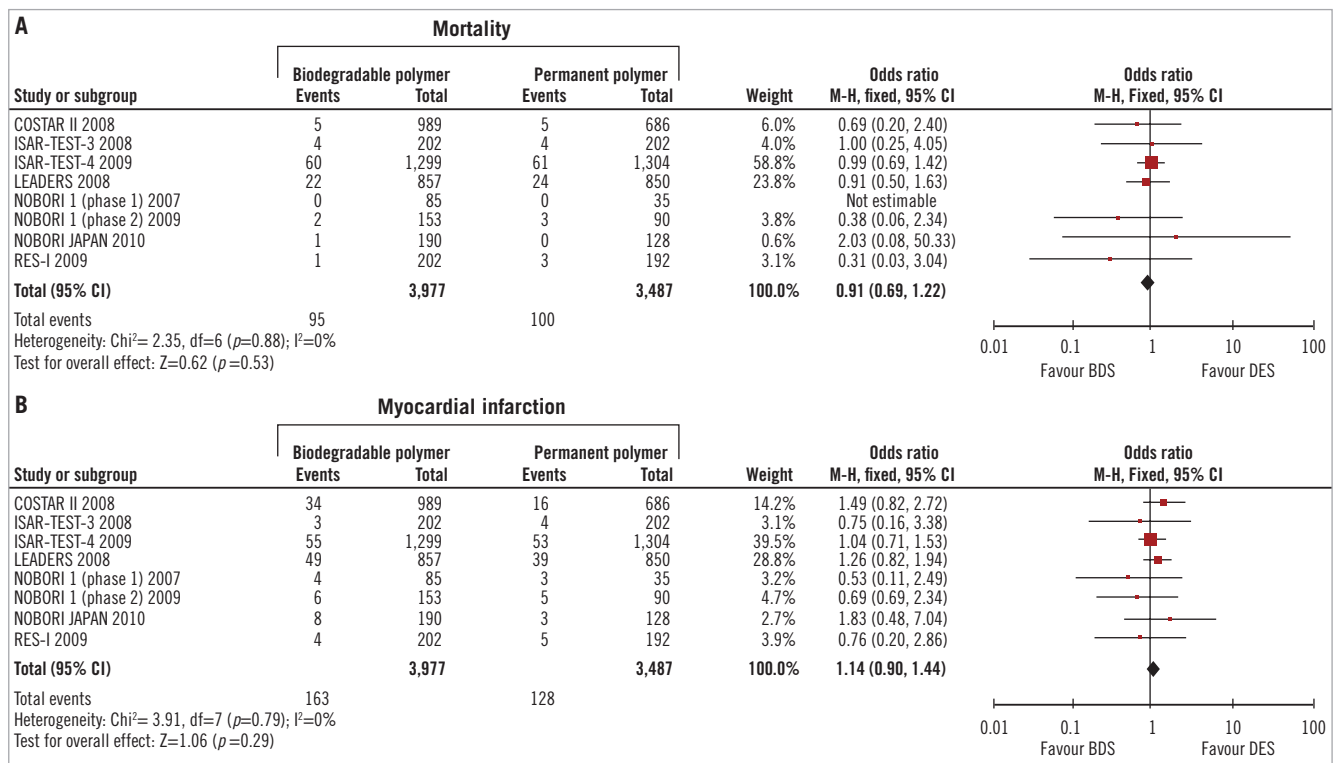 A
Mortality
Biodegradable polymer Permanent polymer Odds ratio Odds ratio
Study or subgroup Events Total Events Total Weight M-H, fixed, 95% CI M-H, Fixed, 95% CI
COSTAR II 2008 5 989 5 686 6.0% 0.69 (0.20, 2.40)
ISAR-TEST-3 2008 4 202 4 202 4.0% 1.00 (0.25, 4.05)
ISAR-TEST-4 2009 60 1,299 61 1,304 58.8% 0.99 (0.69, 1.42)
LEADERS 2008 22 857 24 850 23.8% 0.91 (0.50, 1.63)
NOBORI 1 (phase 1) 2007 0 85 0 35 Not estimable
NOBORI 1 (phase 2) 2009 2 153 3 90 3.8% 0.38 (0.06, 2.34)
NOBORI JAPAN 2010 1 190 0 128 0.6% 2.03 (0.08, 50.33)
RES-I 2009 1 202 3 192 3.1% 0.31 (0.03, 3.04)
Total (95% CI) 3,977 3,487 100.0% 0.91 (0.69, 1.22)
Total events 95 100
Heterogeneity: Chi²= 2.35, df=6 (p=0.88); I²=0%
Test for overall effect: Z=0.62 (p =0.53)
0.01 0.1 1 10 100
Favour BDS Favour DES
B
Myocardial infarction
Biodegradable polymer Permanent polymer Odds ratio Odds ratio
Study or subgroup Events Total Events Total Weight M-H, fixed, 95% CI M-H, Fixed, 95% CI
COSTAR II 2008 34 989 16 686 14.2% 1.49 (0.82, 2.72)
ISAR-TEST-3 2008 3 202 4 202 3.1% 0.75 (0.16, 3.38)
ISAR-TEST-4 2009 55 1,299 53 1,304 39.5% 1.04 (0.71, 1.53)
LEADERS 2008 49 857 39 850 28.8% 1.26 (0.82, 1.94)
NOBORI 1 (phase 1) 2007 4 85 3 35 3.2% 0.53 (0.11, 2.49)
NOBORI 1 (phase 2) 2009 6 153 5 90 4.7% 0.69 (0.69, 2.34)
NOBORI JAPAN 2010 8 190 3 128 2.7% 1.83 (0.48, 7.04)
RES-I 2009 4 202 5 192 3.9% 0.76 (0.20, 2.86)
Total (95% CI) 3,977 3,487 100.0% 1.14 (0.90, 1.44)
Total events 163 128
Heterogeneity: Chi²= 3.91, df=7 (p=0.79); I²=0%
Test for overall effect: Z=1.06 (p =0.29)
0.01 0.1 1 10 100
Favour BDS Favour DES